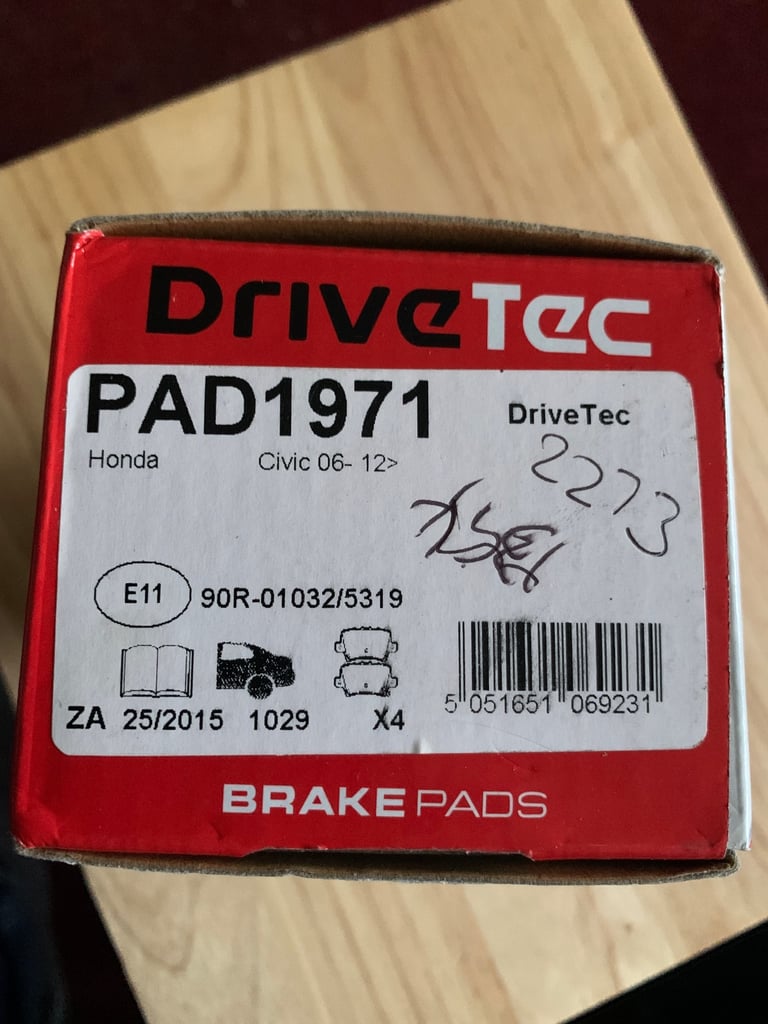 DriveTec
PAD1971 DriveTec
Honda Civic 06- 12>
2273
E11 90R-01032/5319
ZA 25/2015 1029 X4
5 051651 069231
BRAKE PADS